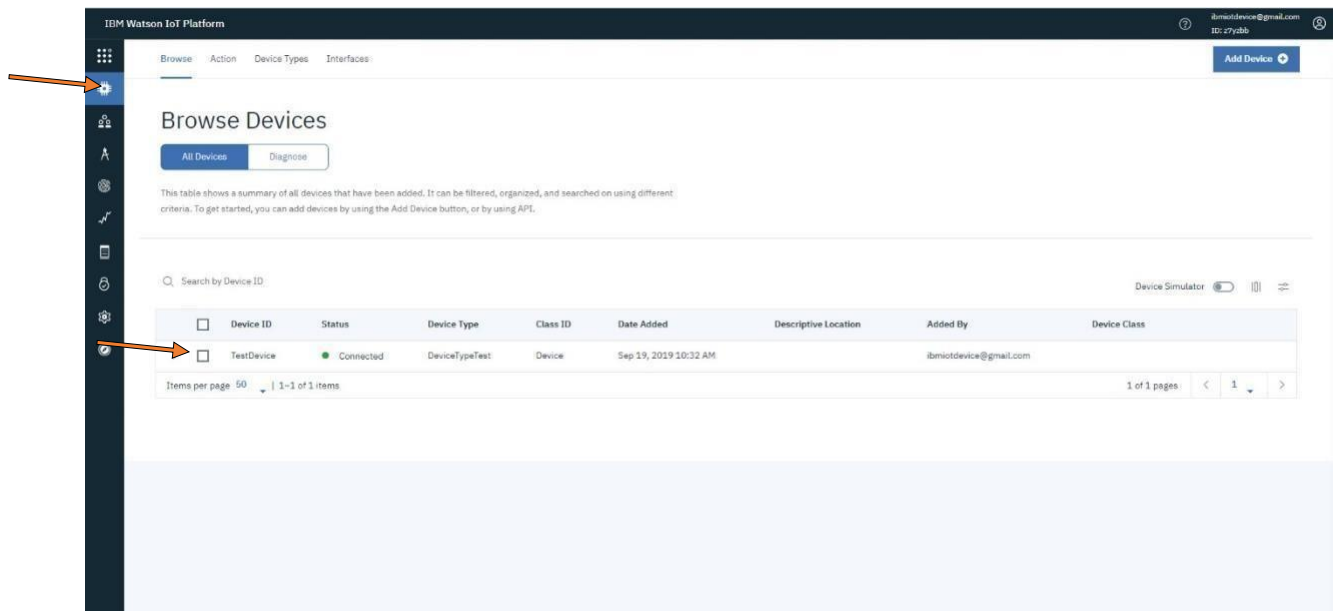 IBM Watson IoT Platform
ibmiotdevice@gmail.com
ID: z7yzbb
Browse Action Device Types Interfaces
Add Device
Browse Devices
All Devices Diagnose
This table shows a summary of all devices that have been added. It can be filtered, organized, and searched on using different
criteria. To get started, you can add devices by using the Add Device button, or by using API.
Search by Device ID
Device Simulator
Device ID Status Device Type Class ID Date Added Descriptive Location Added By Device Class
TestDevice Connected DeviceTypeTest Device Sep 19, 2019 10:32 AM ibmiotdevice@gmail.com
Items per page 50 | 1–1 of 1 items 1 of 1 pages < 1 >